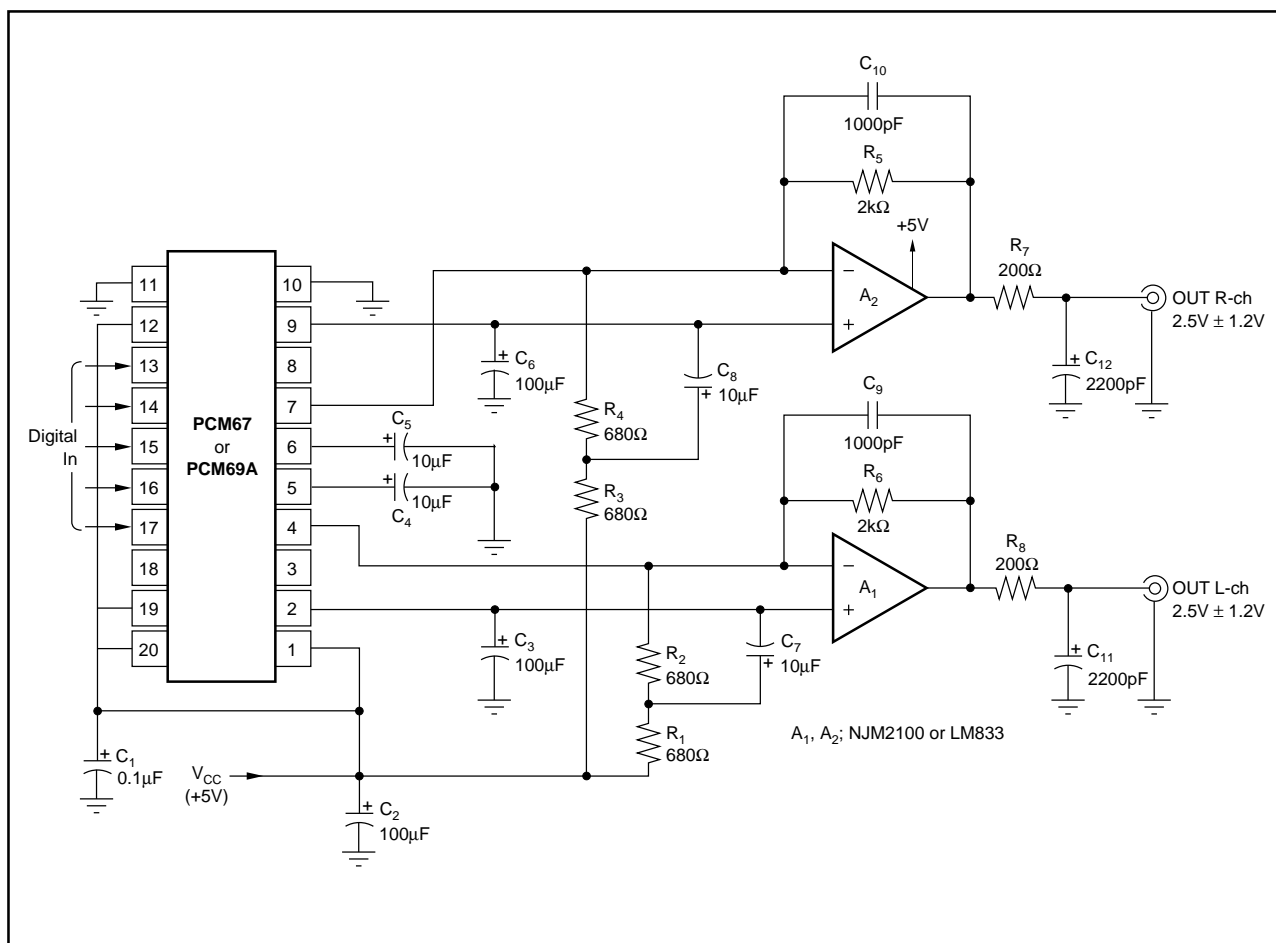 C10
1000pF
R5
2kΩ
+5V
R7
200Ω
−
A2
+
OUT R-ch
2.5V ± 1.2V
+
C12
2200pF
11
10
12
9
13
8
14
7
15
6
16
5
17
4
18
3
19
2
20
1
Digital
In
PCM67
or
PCM69A
+
C6
100µF
C8
+
10µF
R4
680Ω
C5
+
10µF
+
10µF
C4
R3
680Ω
C9
1000pF
R6
2kΩ
R8
200Ω
−
A1
+
OUT L-ch
2.5V ± 1.2V
+
C11
2200pF
+
C3
100µF
R2
680Ω
C7
+
10µF
R1
680Ω
A1, A2; NJM2100 or LM833
+
C1
0.1µF
VCC
(+5V)
+
C2
100µF